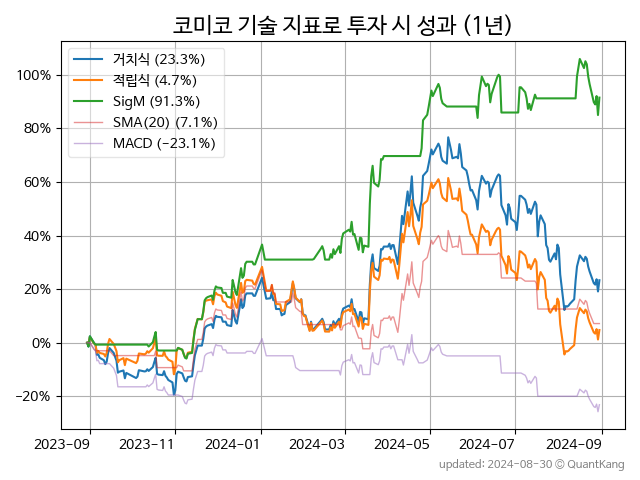 코미코 기술 지표로 투자 시 성과 (1년)
거치식 (23.3%)
적립식 (4.7%)
SigM (91.3%)
SMA(20) (7.1%)
MACD (−23.1%)
100%
80%
60%
40%
20%
0%
−20%
2023-09 2023-11 2024-01 2024-03 2024-05 2024-07 2024-09
updated: 2024-08-30 ⓒ QuantKang